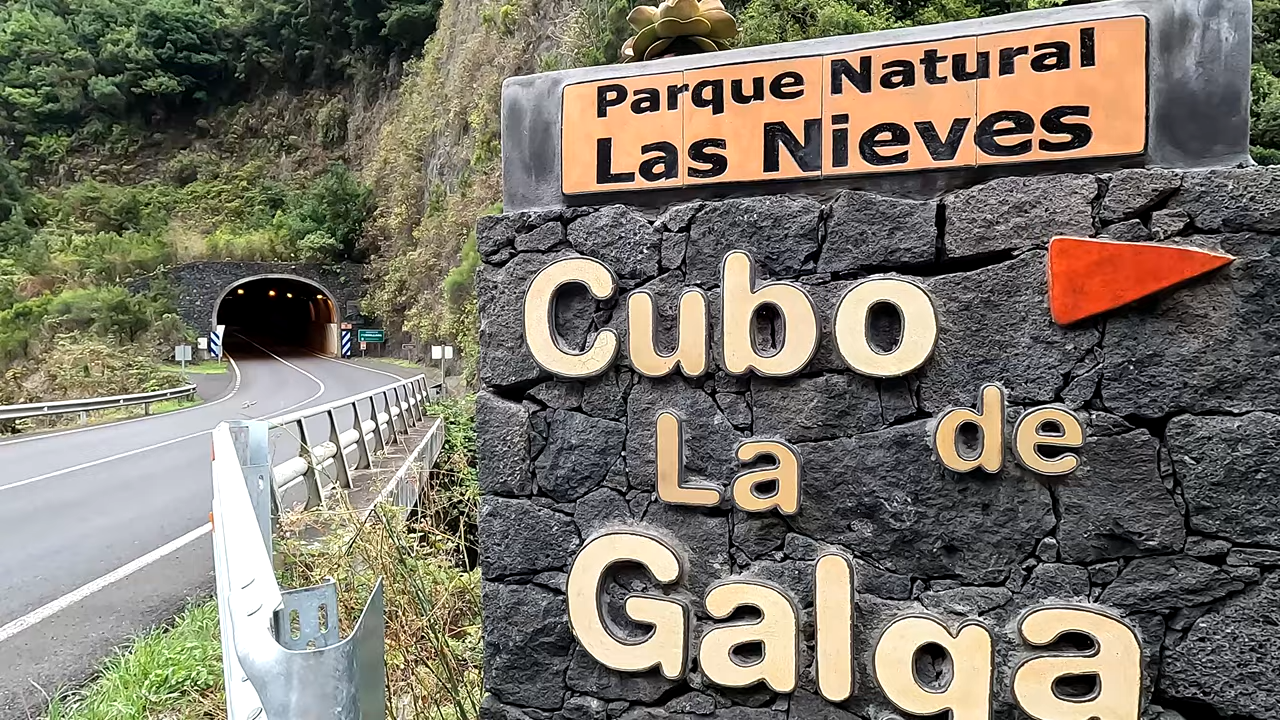 Parque Natural
Las Nieves
Cubo
de
La
Galga